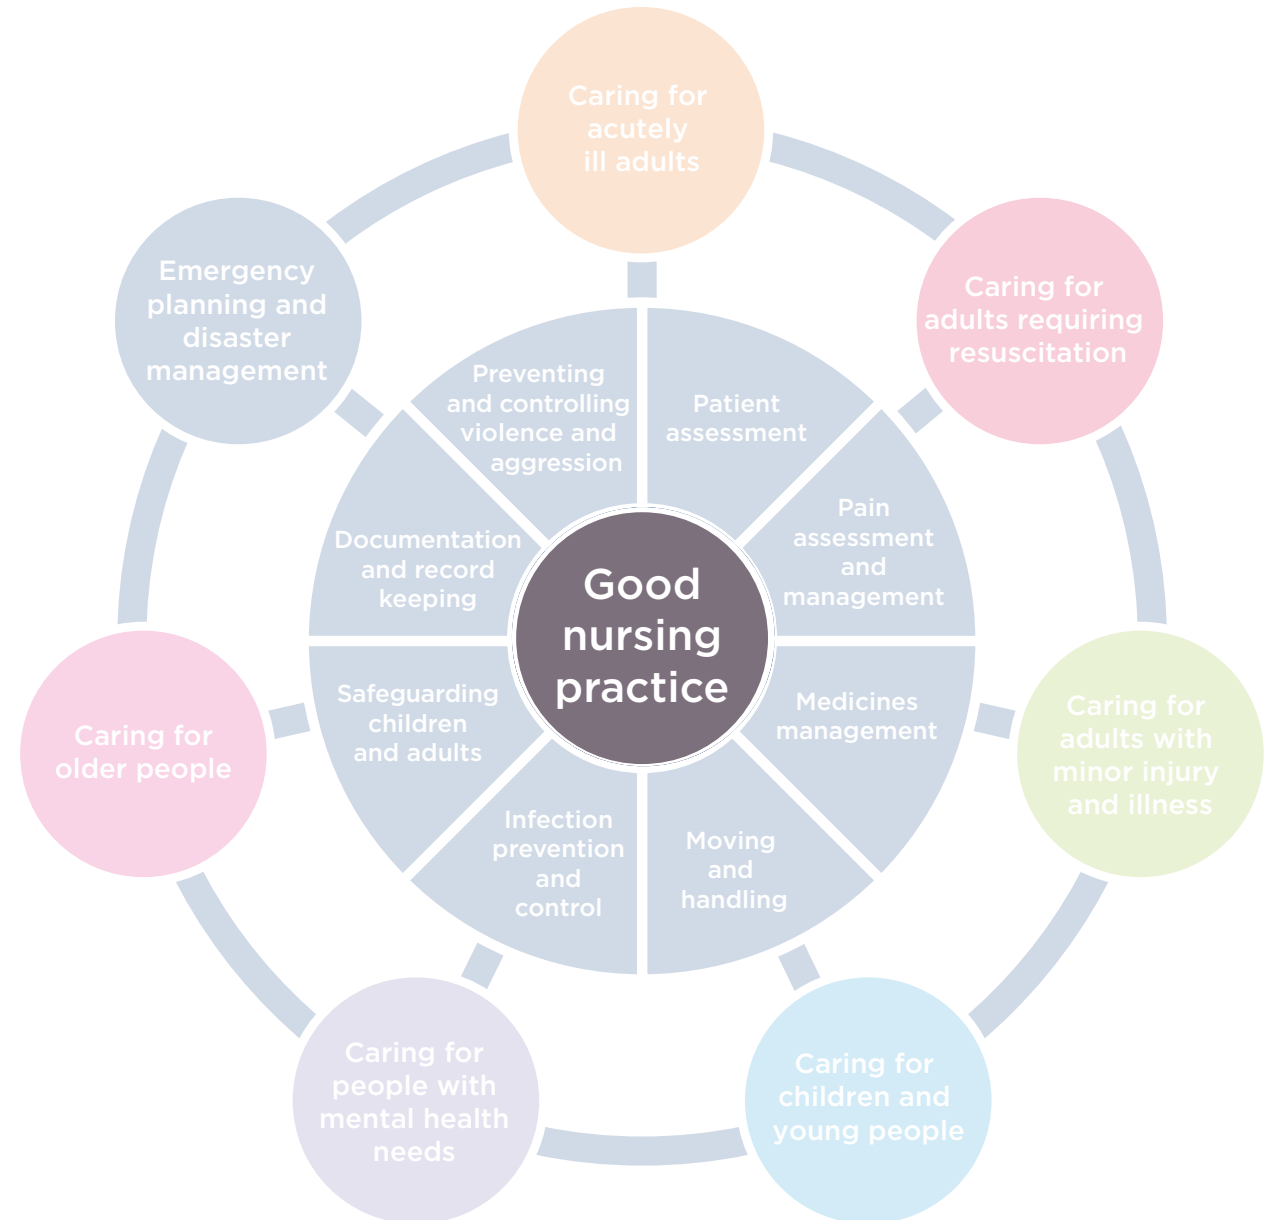 Caring for
acutely
ill adults
Emergency
planning and
disaster
management
Caring for
adults requiring
resuscitation
Preventing
and controlling
violence and
aggression
Patient
assessment
Documentation
and record
keeping
Pain
assessment
and
management
Good
nursing
practice
Safeguarding
children
and adults
Medicines
management
Caring for
older people
Caring for
adults with
minor injury
and illness
Infection
prevention
and
control
Moving
and
handling
Caring for
people with
mental health
needs
Caring for
children and
young people